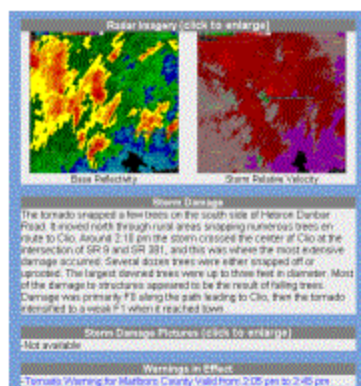 Radar Imagery (click to enlarge)
Base Reflectivity
Storm Relative Velocity
Storm Damage
The tornado snapped a few trees on the south side of Hebron Dunbar
Road. It moved north through rural areas snapping numerous trees en
route to Clio. Around 2:10 pm the storm crossed the center of Clio at the
intersection of SR 9 and SR 381, and this was where the most extensive
damage occurred. Several dozen trees were either snapped off or
uprooted. The largest downed trees were up to three feet in diameter. Most
of the damage to structures appeared to be the result of falling trees.
Damage was primarily F0 along the path leading to Clio, then the tornado
intensified to a weak F1 when it reached town.
Storm Damage Pictures (click to enlarge)
-Not available
Warnings in Effect
-Tornado Warning for Marlboro County Valid from 2:05 pm to 2:45 pm